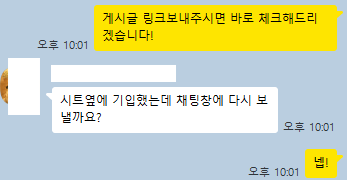 게시글 링크보내주시면 바로 체크해드리
겠습니다!
오후 10:01
시트옆에 기입했는데 채팅창에 다시 보
낼까요?
오후 10:01
넵!
오후 10:01